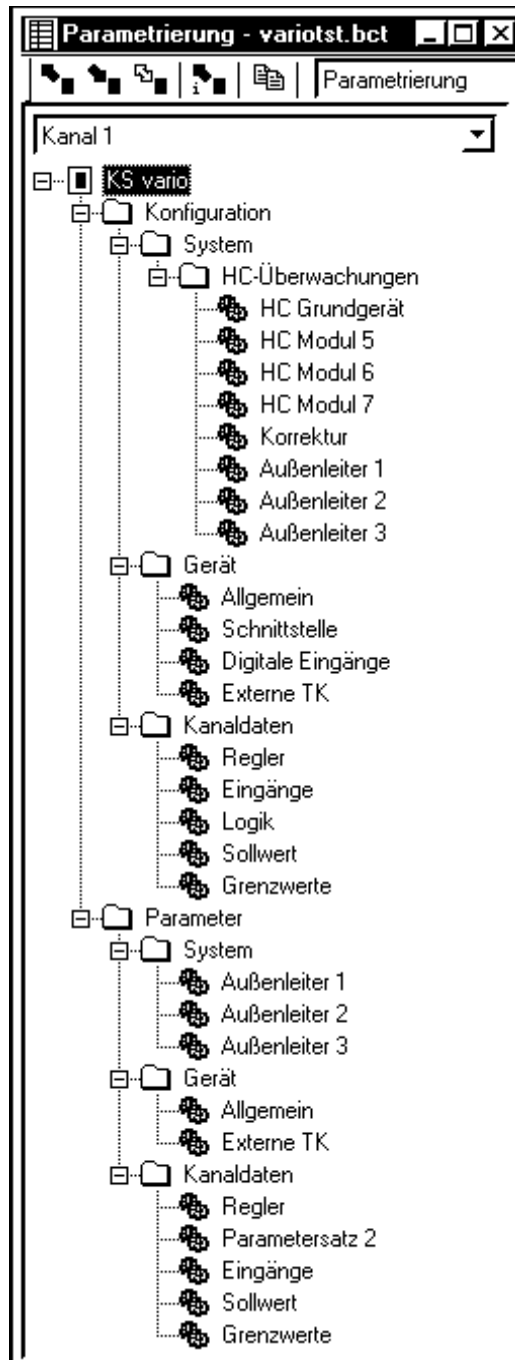 Parametrierung - variotst.bct
i
Parametrierung
Kanal 1
KS vario
Konfiguration
System
HC-Überwachungen
HC Grundgerät
HC Modul 5
HC Modul 6
HC Modul 7
Korrektur
Außenleiter 1
Außenleiter 2
Außenleiter 3
Gerät
Allgemein
Schnittstelle
Digitale Eingänge
Externe TK
Kanaldaten
Regler
Eingänge
Logik
Sollwert
Grenzwerte
Parameter
System
Außenleiter 1
Außenleiter 2
Außenleiter 3
Gerät
Allgemein
Externe TK
Kanaldaten
Regler
Parametersatz 2
Eingänge
Sollwert
Grenzwerte